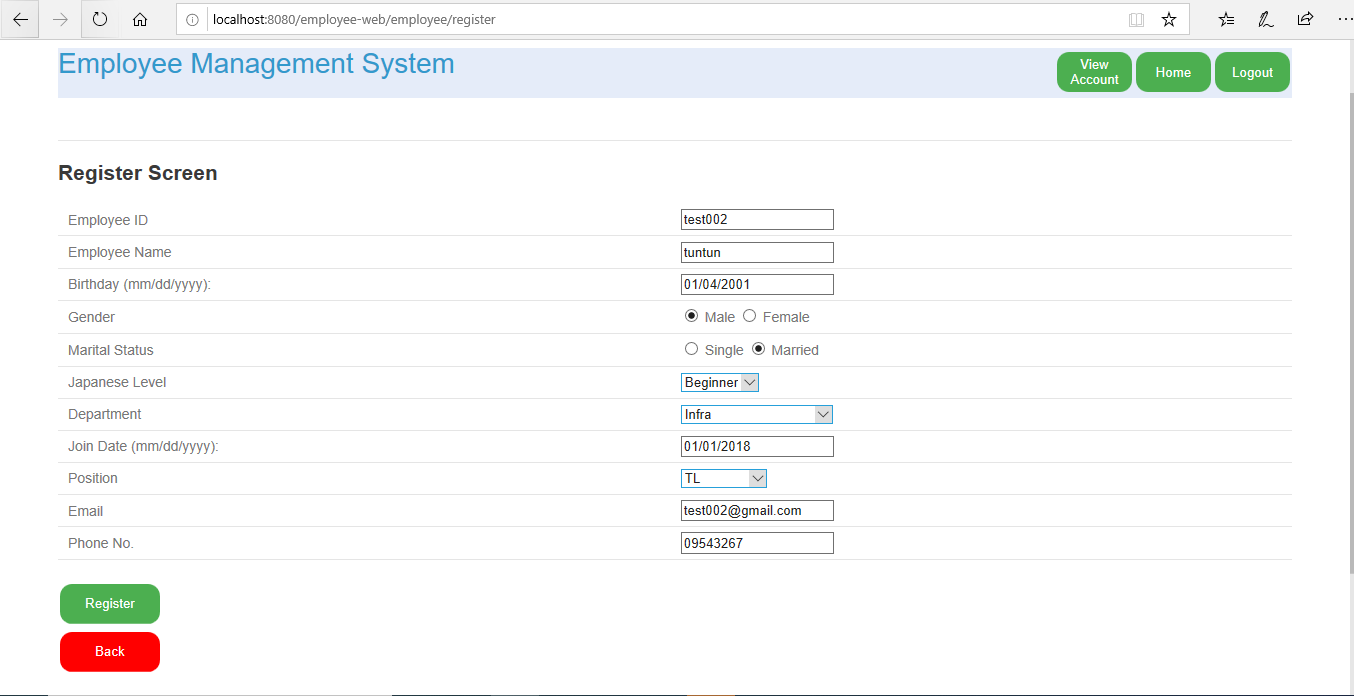 localhost:8080/employee-web/employee/register
Employee Management System
View Account
Home
Logout
Register Screen
Employee ID test002
Employee Name tuntun
Birthday (mm/dd/yyyy): 01/04/2001
Gender Male Female
Marital Status Single Married
Japanese Level Beginner
Department Infra
Join Date (mm/dd/yyyy): 01/01/2018
Position TL
Email test002@gmail.com
Phone No. 09543267
Register
Back